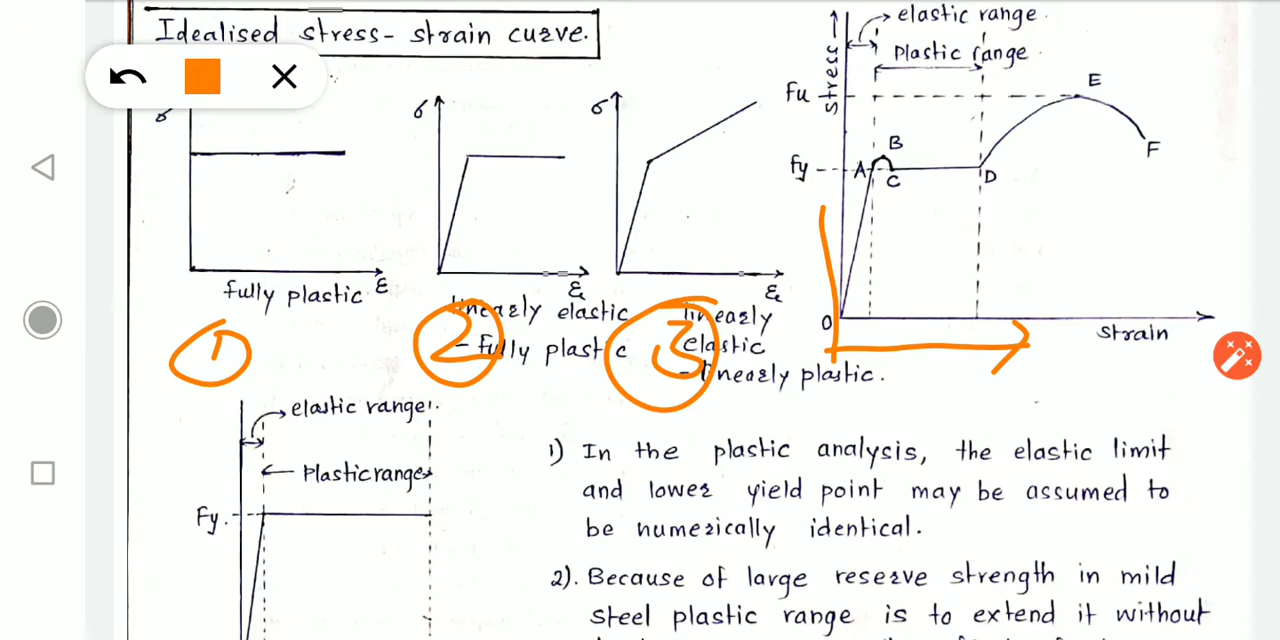 Idealised stress-strain curve.
elastic range.
Plastic range
Stress
Fu
Fy
A
B
C
D
E
F
O
Strain
σ
σ
σ
ε
ε
ε
fully plastic
linearly elastic
- fully plastic
linearly
elastic
- linearly plastic.
1
2
3
elastic range.
Plastic range
Fy.
1) In the plastic analysis, the elastic limit
and lower yield point may be assumed to
be numerically identical.
2). Because of large reserve strength in mild
steel plastic range is to extend it without